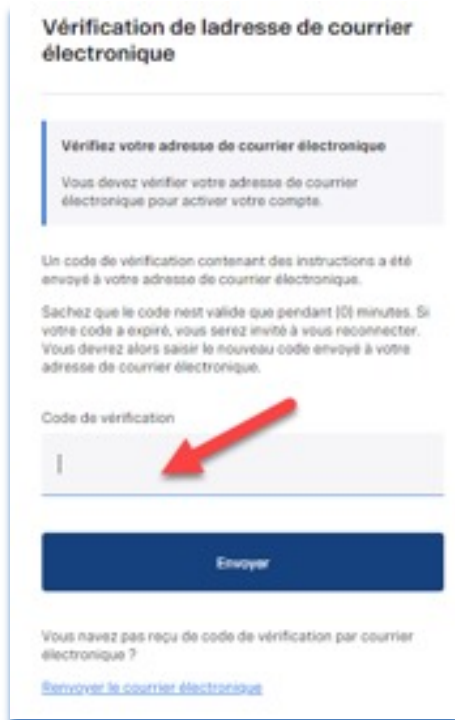 Vérification de ladresse de courrier
électronique
Vérifiez votre adresse de courrier électronique
Vous devez vérifier votre adresse de courrier
électronique pour activer votre compte.
Un code de vérification contenant des instructions a été
envoyé à votre adresse de courrier électronique.
Sachez que le code nest valide que pendant {0} minutes. Si
votre code a expiré, vous serez invité à vous reconnecter.
Vous devrez alors saisir le nouveau code envoyé à votre
adresse de courrier électronique.
Code de vérification
Envoyer
Vous navez pas reçu de code de vérification par courrier
électronique ?
Renvoyer le courrier électronique